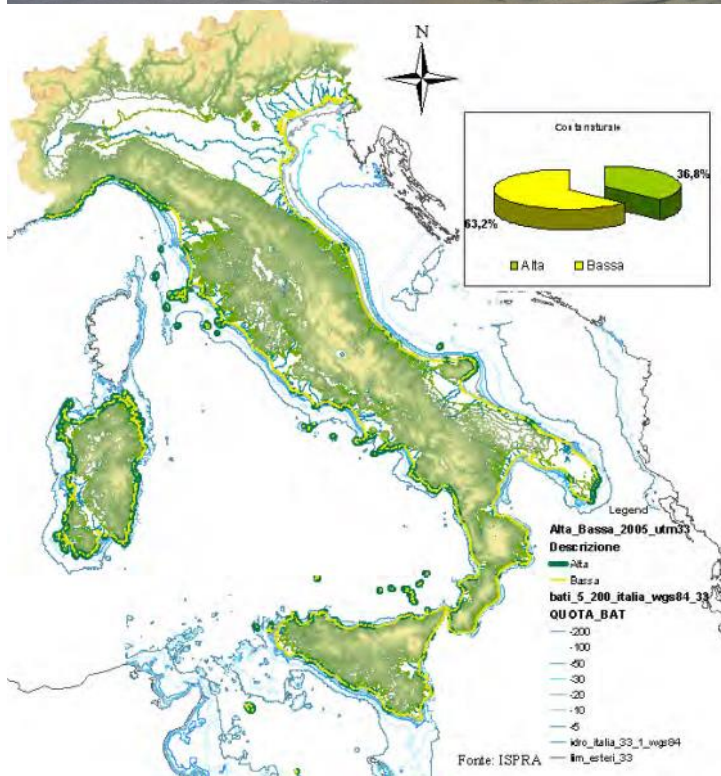 N
Costa naturale
36,8%
63,2%
Alta
Bassa
Legend
Alta_Bassa_2005_utm33
Descrizione
Alta
Bassa
bati_5_200_italia_wgs84_33
QUOTA_BAT
-200
-100
-50
-30
-20
-10
-5
idro_italia_33_1_wgs84
lim_esteri_33
Fonte: ISPRA